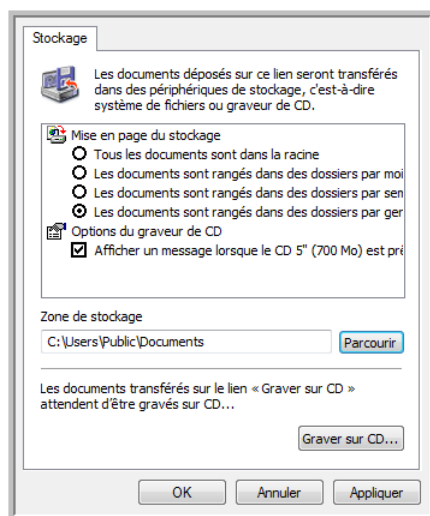 Stockage
Les documents déposés sur ce lien seront transférés
dans des périphériques de stockage, c'est-à-dire
système de fichiers ou graveur de CD.
Mise en page du stockage
Tous les documents sont dans la racine
Les documents sont rangés dans des dossiers par moi
Les documents sont rangés dans des dossiers par sem
Les documents sont rangés dans des dossiers par ger
Options du graveur de CD
Afficher un message lorsque le CD 5" (700 Mo) est pré
Zone de stockage
C:\Users\Public\Documents
Parcourir
Les documents transférés sur le lien « Graver sur CD »
attendent d'être gravés sur CD...
Graver sur CD...
OK
Annuler
Appliquer